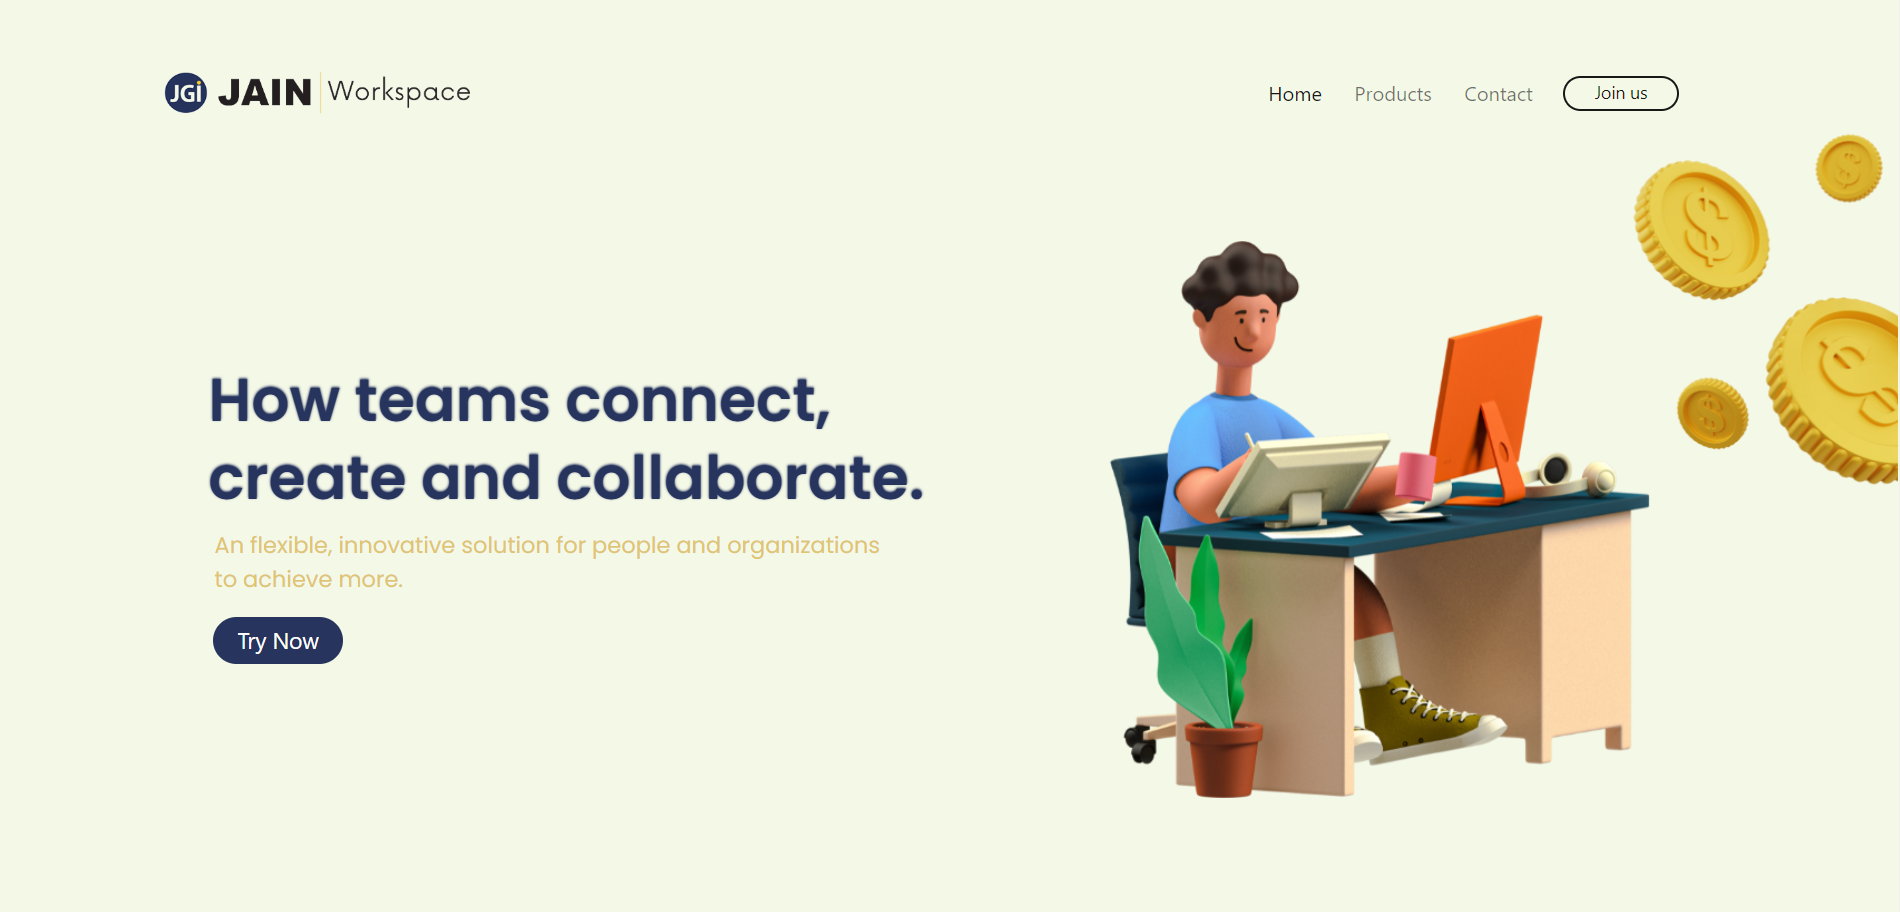 JGi JAIN Workspace
Home Products Contact Join us
How teams connect,
create and collaborate.
An flexible, innovative solution for people and organizations
to achieve more.
Try Now